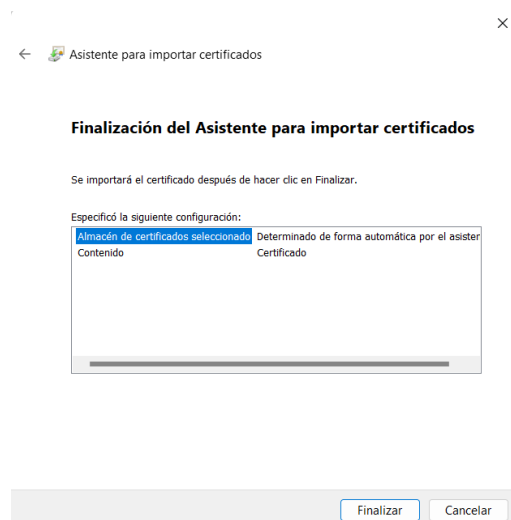 Asistente para importar certificados
Finalización del Asistente para importar certificados
Se importará el certificado después de hacer clic en Finalizar.
Especificó la siguiente configuración:
Almacén de certificados seleccionado Determinado de forma automática por el asister
Contenido Certificado
Finalizar Cancelar